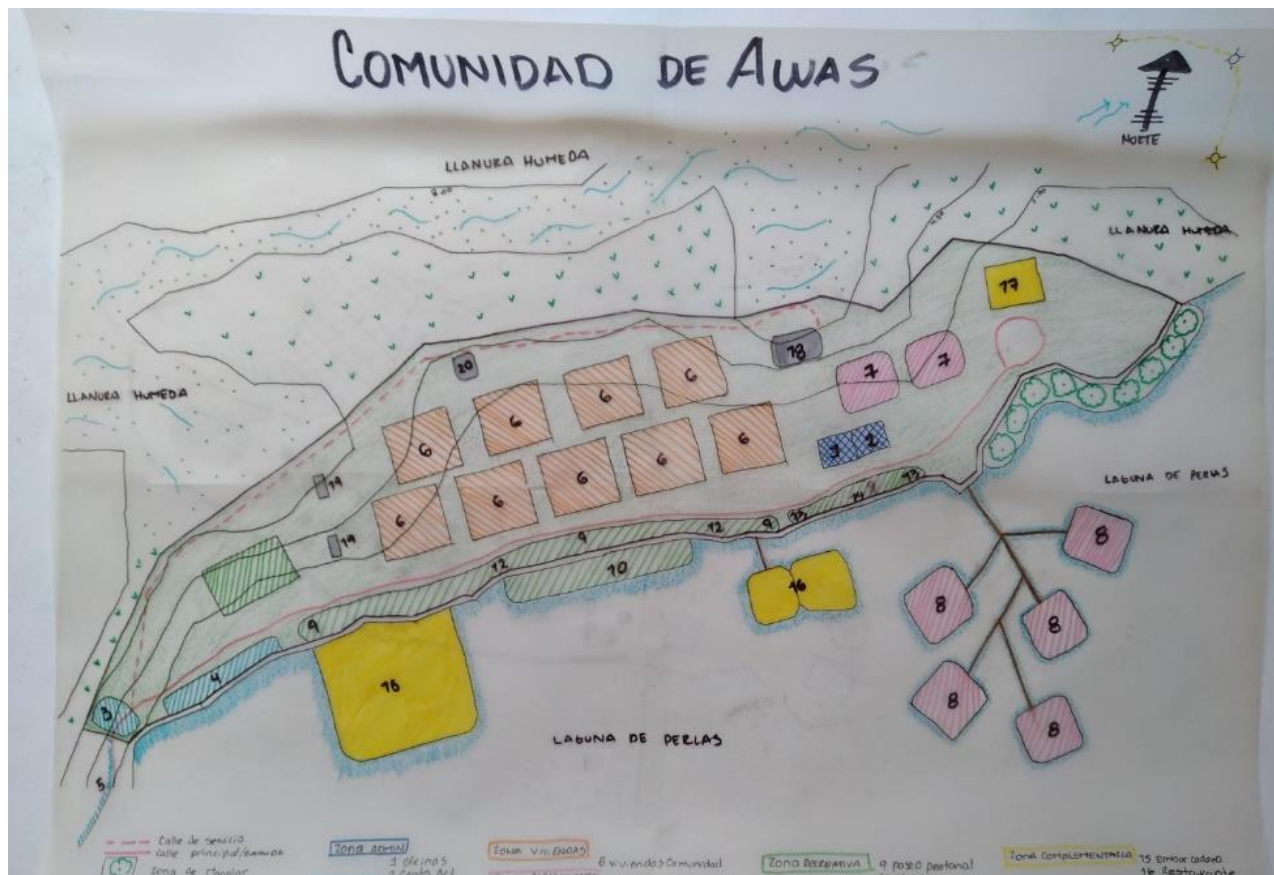 COMUNIDAD DE AWAS
NORTE
LLANURA HUMEDA
8.00
LLANURA HUMEDA
LLANURA HUMEDA
17
18
7
7
20
6
6
6
6
6
6
6
6
6
1 2
19
19
LAGUNA DE PERLAS
9
12
9
13
14
13
12
10
16
8
8
8
8
8
9
4
3
5
LAGUNA DE PERLAS
Calle de servicio
Calle principal/
Zona de Manglar
ZONA ADMIN
1 oficinas
ZONA VIVIENDAS
6 viviendas Comunidad
ZONA RECREATIVA
9 paseo peatonal
ZONA COMPLEMENTARIA
15 Embarcadero
16 Restaurante